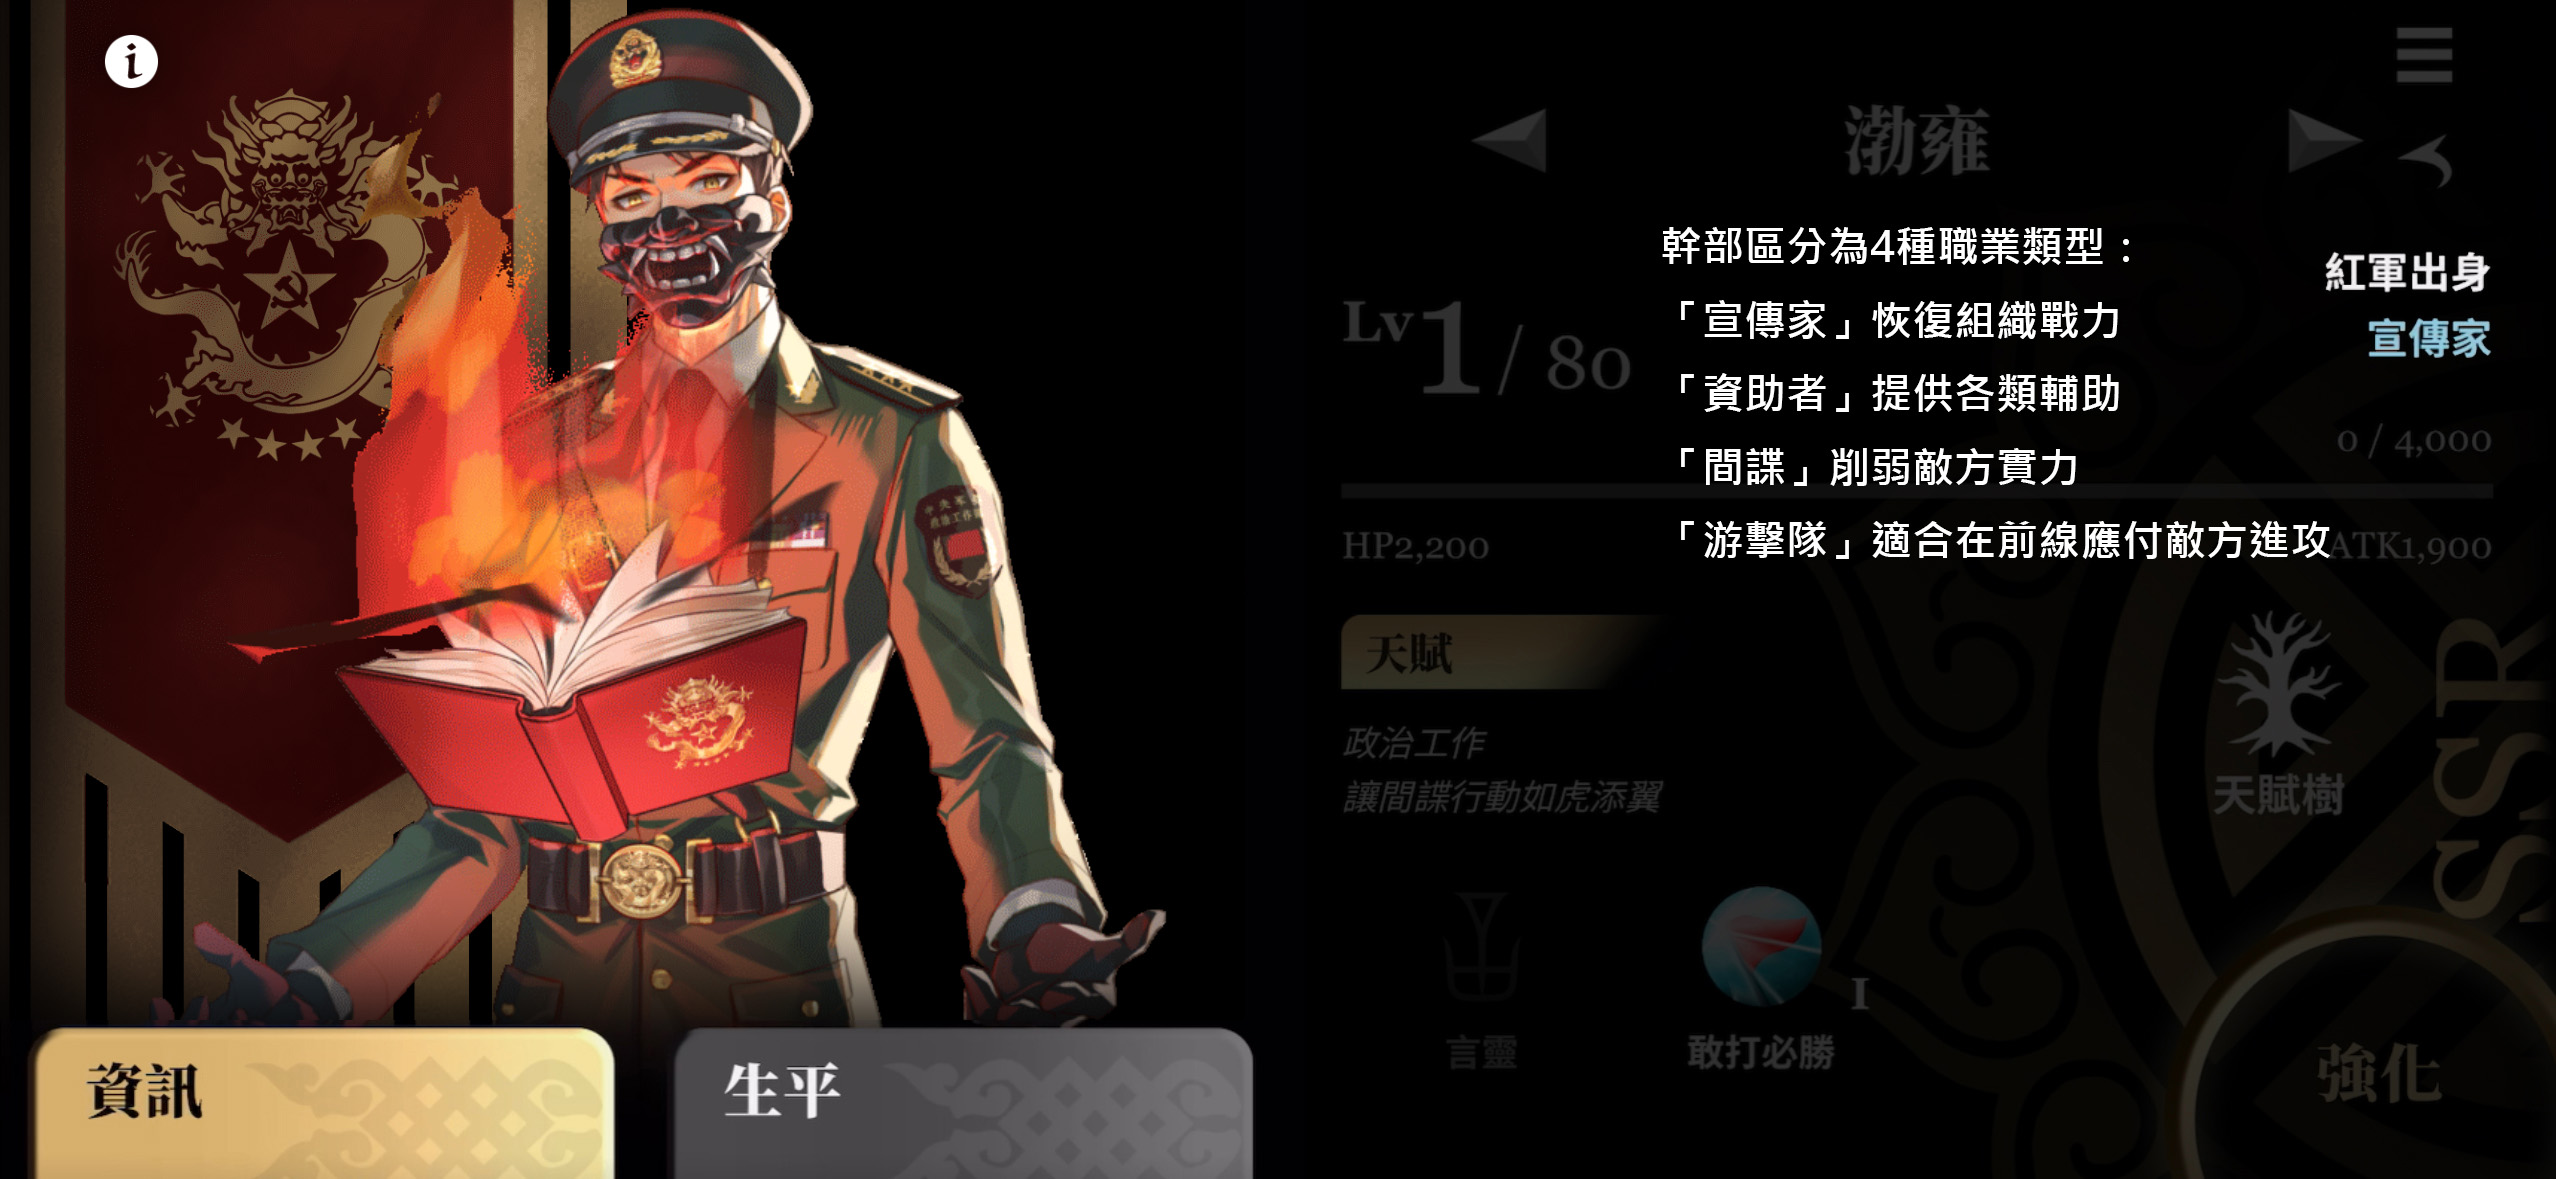 i
渤雍
幹部區分為4種職業類型：
「宣傳家」恢復組織戰力
「資助者」提供各類輔助
「間諜」削弱敵方實力
「游擊隊」適合在前線應付敵方進攻
紅軍出身
宣傳家
Lv1/ 80
0 / 4,000
HP2,200
ATK1,900
天賦
政治工作
讓間諜行動如虎添翼
天賦樹
SSR
言靈
敢打必勝
I
強化
資訊
生平
政治工作